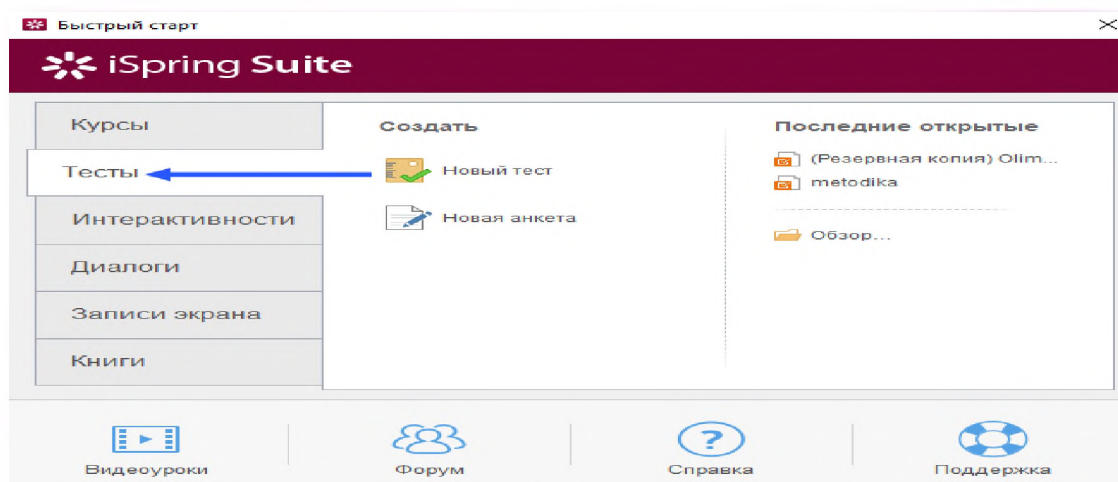 Быстрый старт
iSpring Suite
Курсы
Тесты
Интерактивности
Диалоги
Записи экрана
Книги
Создать
Новый тест
Новая анкета
Последние открытые
(Резервная копия) Olim...
metodika
Обзор...
Видеоуроки
Форум
Справка
Поддержка